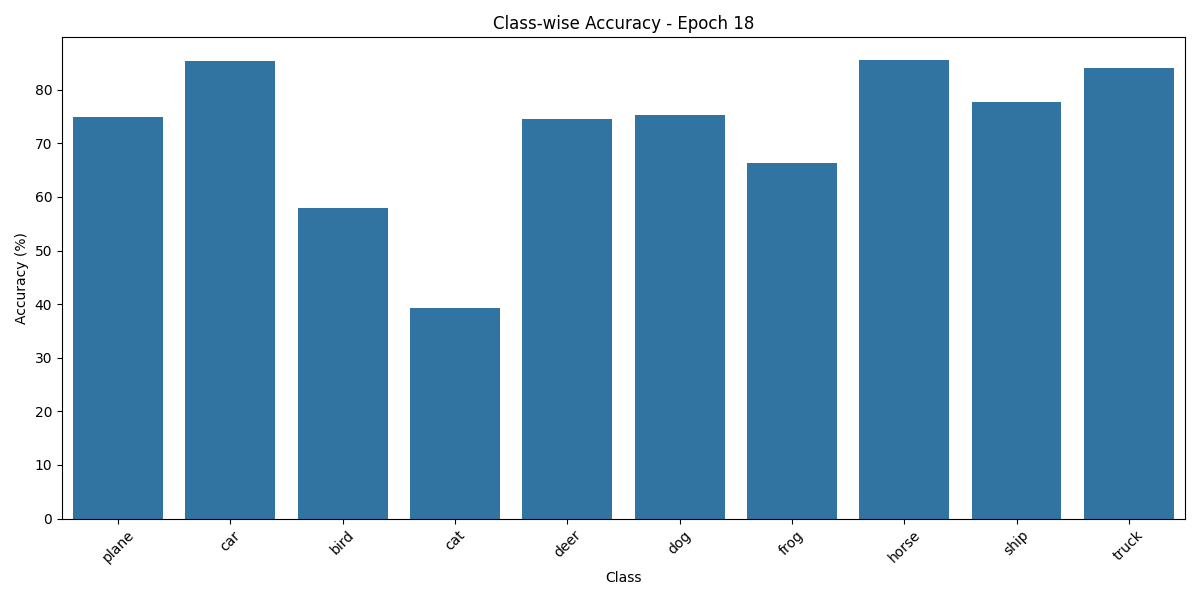 Class-wise Accuracy - Epoch 18
Accuracy (%)
80
70
60
50
40
30
20
10
0
plane
car
bird
cat
deer
dog
frog
horse
ship
truck
Class